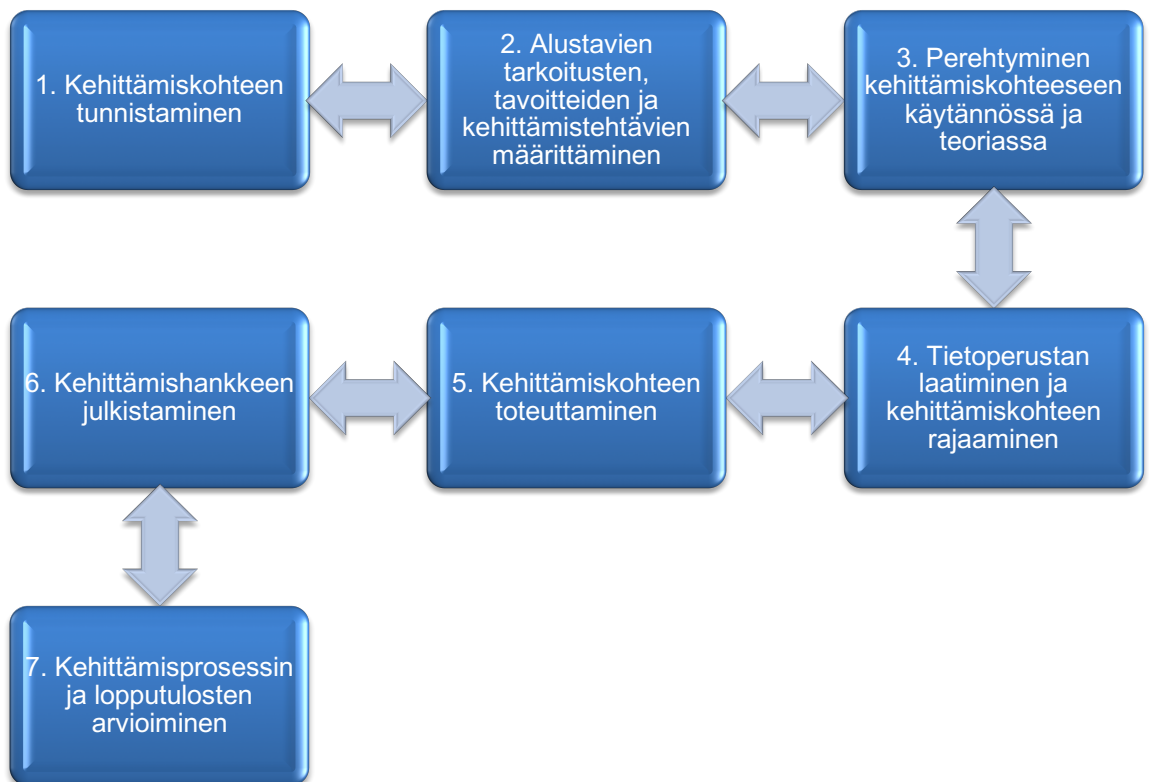 1. Kehittämiskohteen
tunnistaminen
2. Alustavien
tarkoitusten,
tavoitteiden ja
kehittämistehtävien
määrittäminen
3. Perehtyminen
kehittämiskohteeseen
käytännössä ja
teoriassa
4. Tietoperustan
laatiminen ja
kehittämiskohteen
rajaaminen
5. Kehittämiskohteen
toteuttaminen
6. Kehittämishankkeen
julkistaminen
7. Kehittämisprosessin
ja lopputulosten
arvioiminen